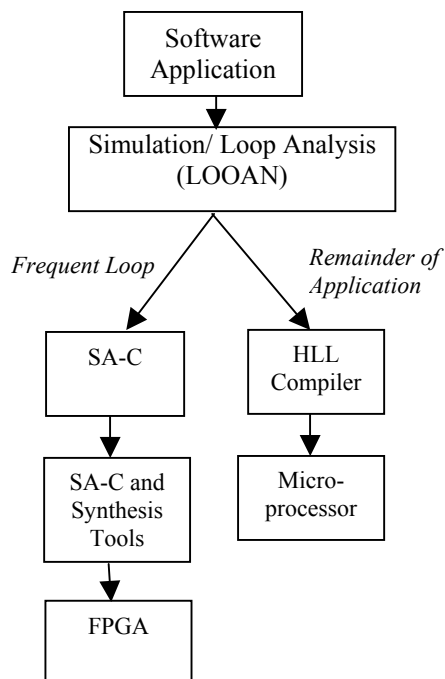 Software
Application
Simulation/ Loop Analysis
(LOOAN)
Frequent Loop
Remainder of
Application
SA-C
HLL
Compiler
SA-C and
Synthesis
Tools
Micro-
processor
FPGA